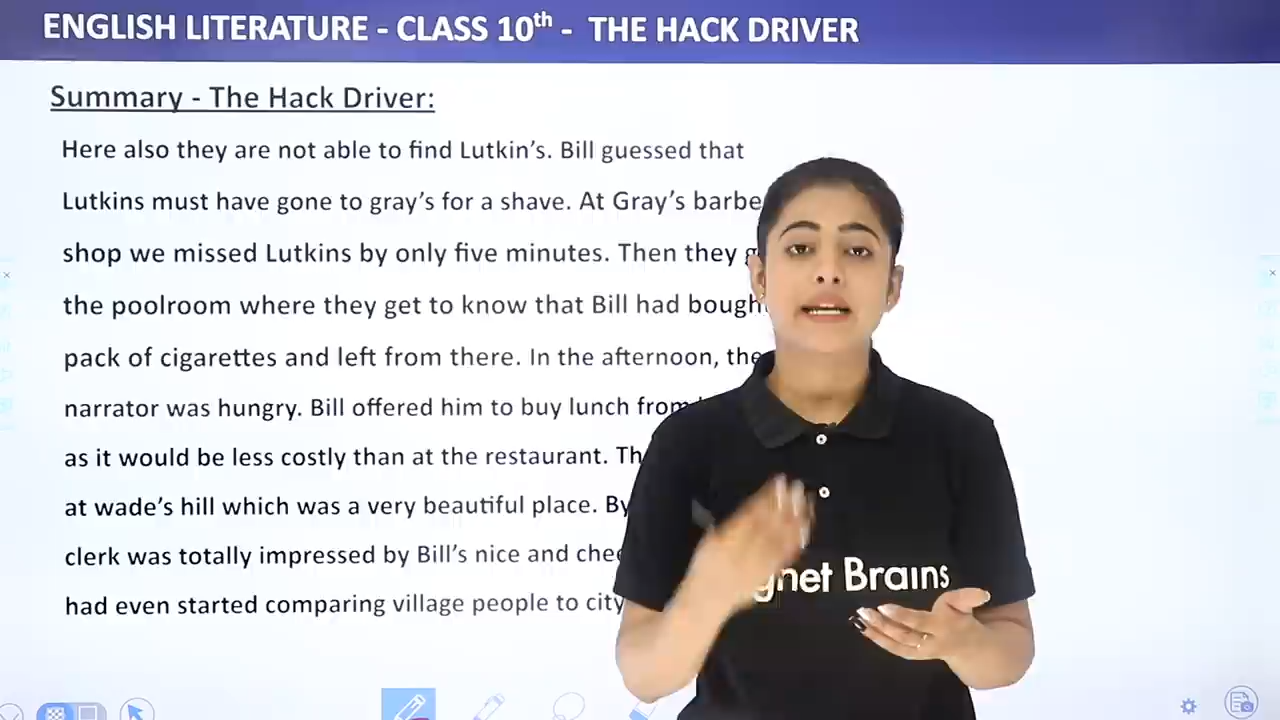 ENGLISH LITERATURE - CLASS 10th - THE HACK DRIVER
Summary - The Hack Driver:
Here also they are not able to find Lutkin's. Bill guessed that
Lutkins must have gone to gray's for a shave. At Gray's
shop we missed Lutkins by only five minutes. Then they
the poolroom where they get to know that Bill had
pack of cigarettes and left from there. In the afternoon, the
narrator was hungry. Bill offered him to buy lunch from
as it would be less costly than at the restaurant.
at wade's hill which was a very beautiful place. By
clerk was totally impressed by Bill's nice and
had even started comparing village people to city
Brains